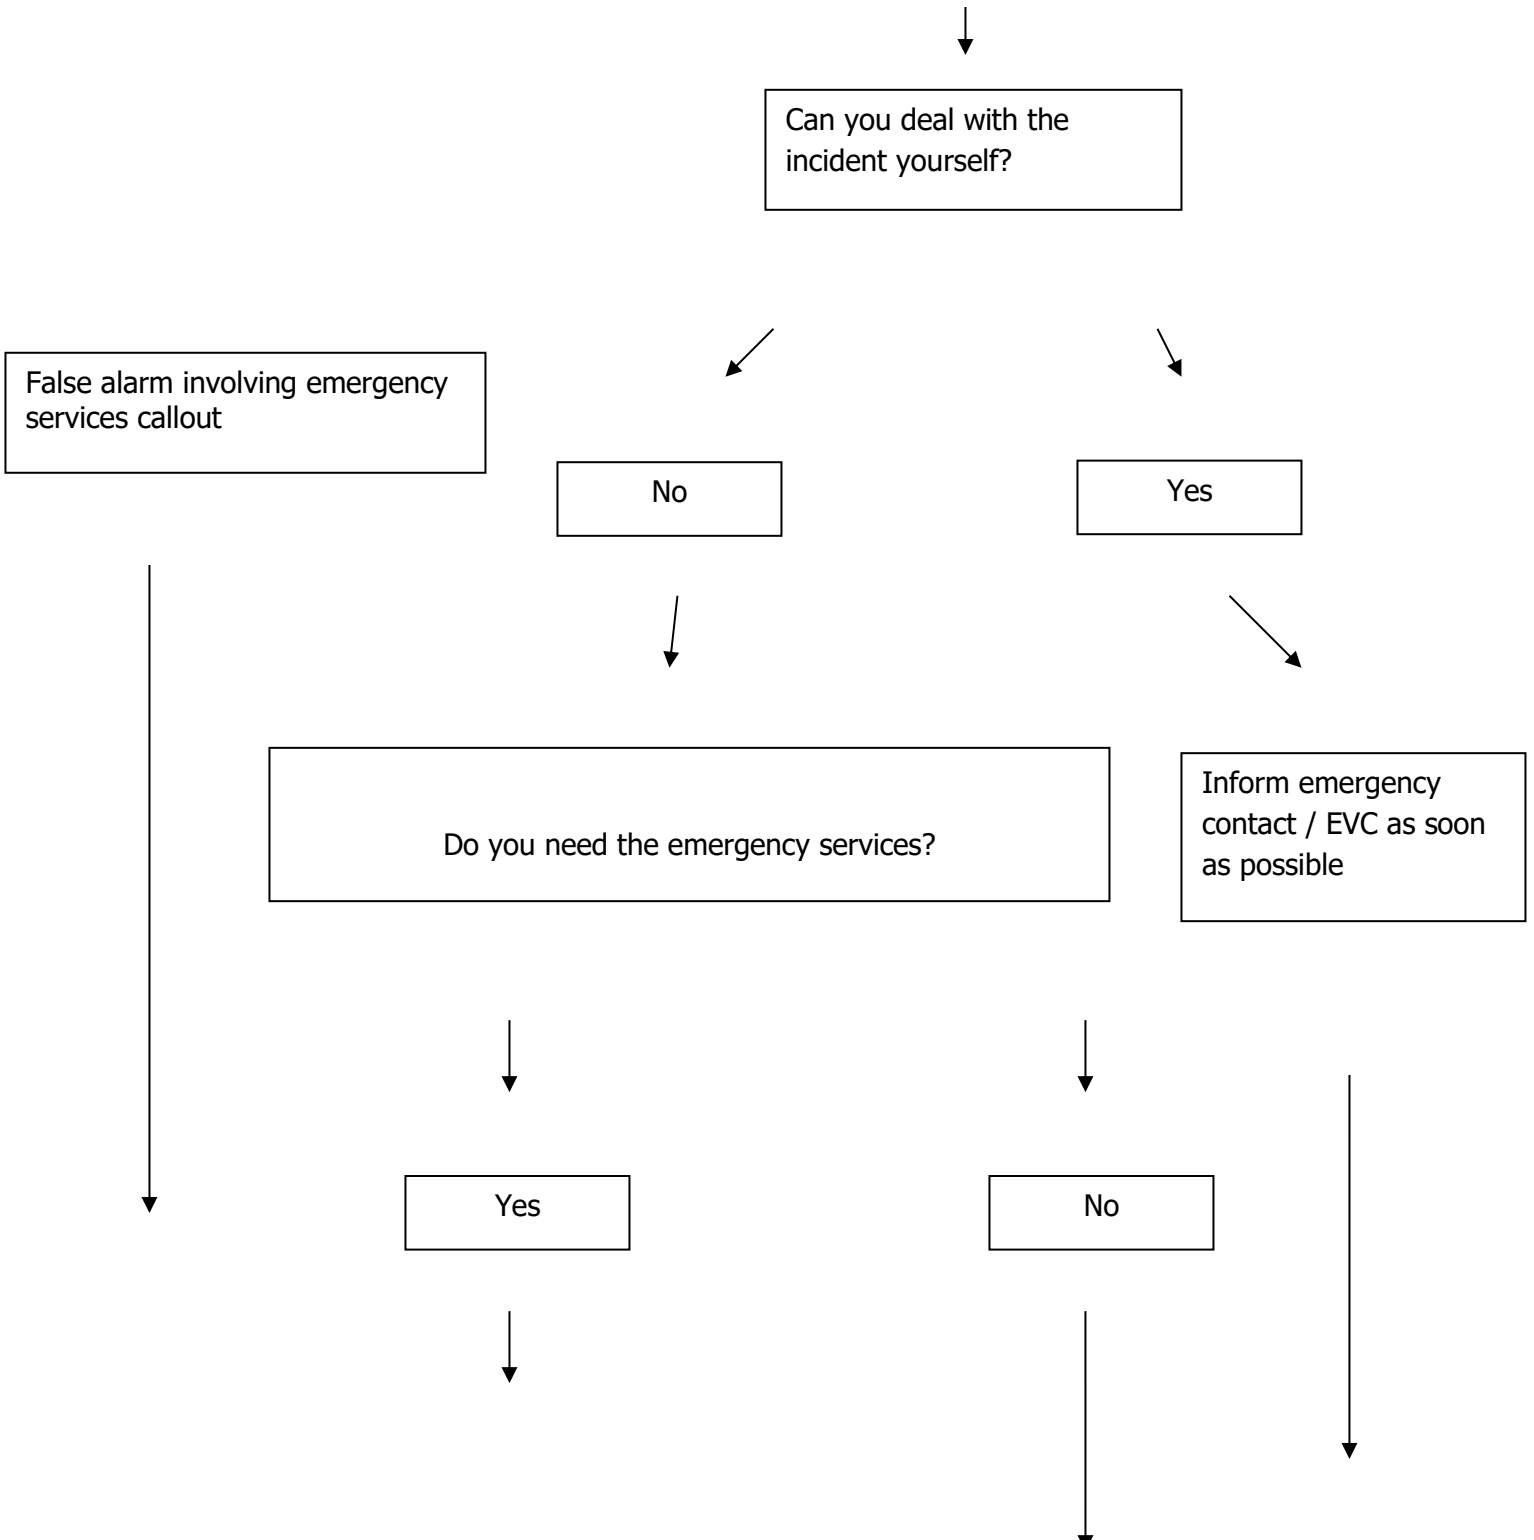 Can you deal with the
incident yourself?
False alarm involving emergency
services callout
No
Yes
Do you need the emergency services?
Inform emergency
contact / EVC as soon
as possible
Yes
No